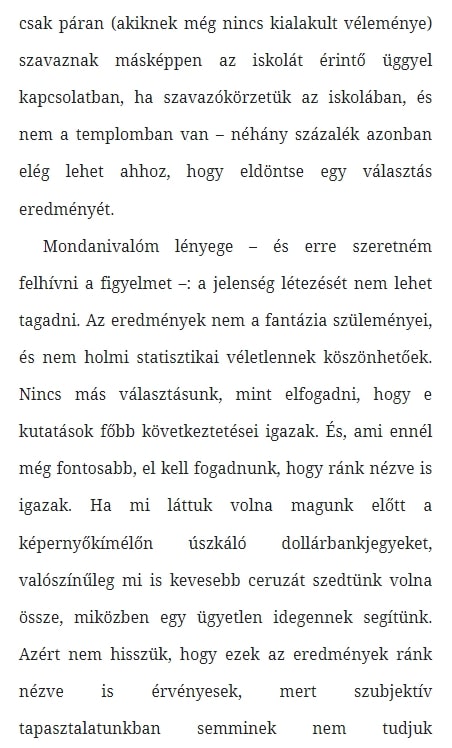 csak páran (akiknek még nincs kialakult véleménye)
szavaznak másképpen az iskolát érintő üggyel
kapcsolatban, ha szavazókörzetük az iskolában, és
nem a templomban van – néhány százalék azonban
elég lehet ahhoz, hogy eldöntse egy választás
eredményét.
Mondanivalóm lényege – és erre szeretném
felhívni a figyelmet –: a jelenség létezését nem lehet
tagadni. Az eredmények nem a fantázia szüleményei,
és nem holmi statisztikai véletlennek köszönhetőek.
Nincs más választásunk, mint elfogadni, hogy e
kutatások főbb következtetései igazak. És, ami ennél
még fontosabb, el kell fogadnunk, hogy ránk nézve is
igazak. Ha mi láttuk volna magunk előtt a
képernyőkímélőn úszkáló dollárbankjegyeket,
valószínűleg mi is kevesebb ceruzát szedtünk volna
össze, miközben egy ügyetlen idegennek segítünk.
Azért nem hisszük, hogy ezek az eredmények ránk
nézve is érvényesek, mert szubjektív
tapasztalatunkban semminek nem tudjuk